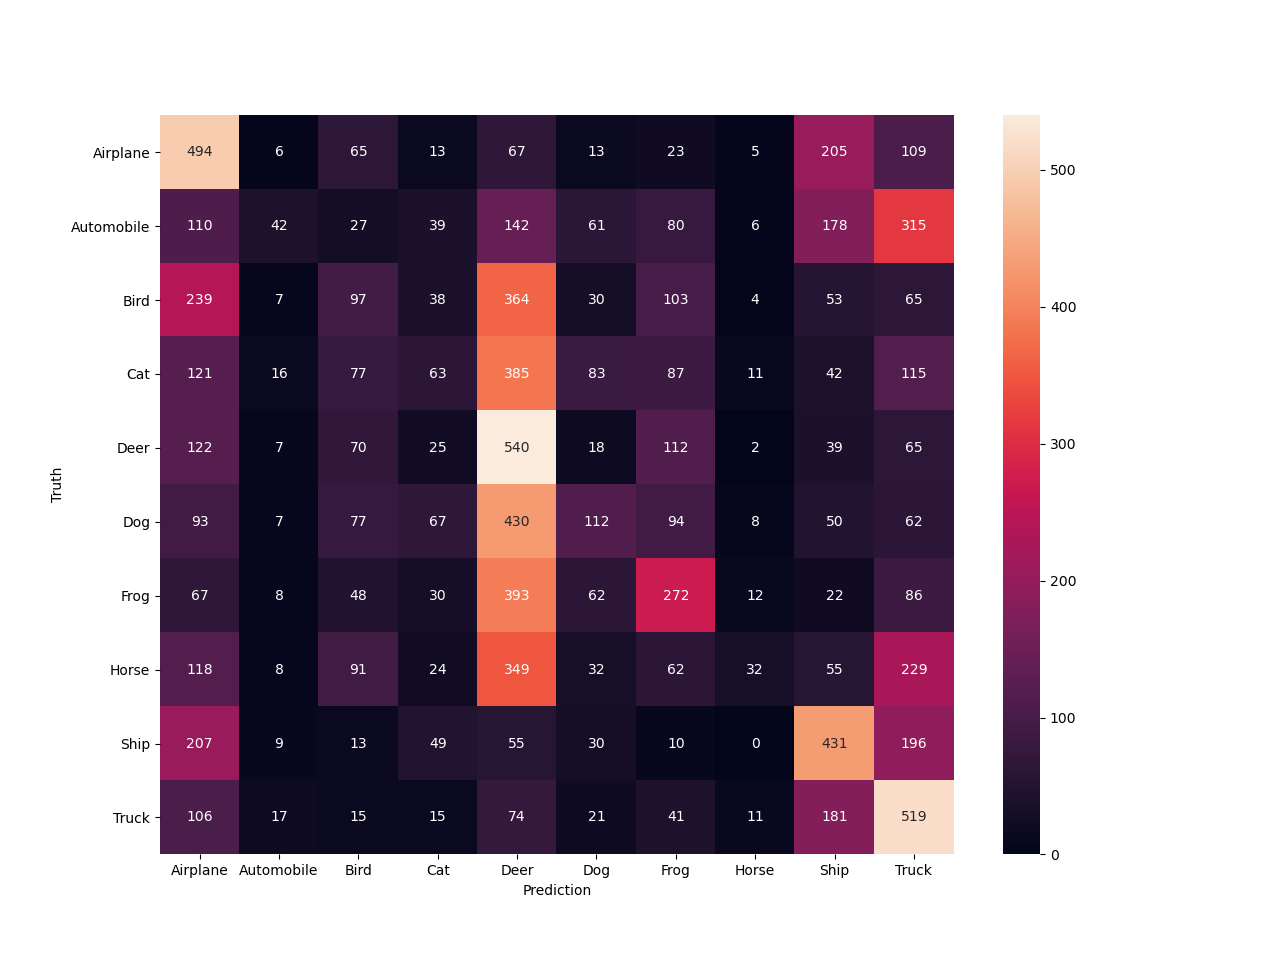 Airplane 494 6 65 13 67 13 23 5 205 109
500
Automobile 110 42 27 39 142 61 80 6 178 315
Bird 239 7 97 38 364 30 103 4 53 65
400
Cat 121 16 77 63 385 83 87 11 42 115
Deer 122 7 70 25 540 18 112 2 39 65
300
Truth
Dog 93 7 77 67 430 112 94 8 50 62
200
Frog 67 8 48 30 393 62 272 12 22 86
Horse 118 8 91 24 349 32 62 32 55 229
100
Ship 207 9 13 49 55 30 10 0 431 196
Truck 106 17 15 15 74 21 41 11 181 519
0
Airplane Automobile Bird Cat Deer Dog Frog Horse Ship Truck
Prediction